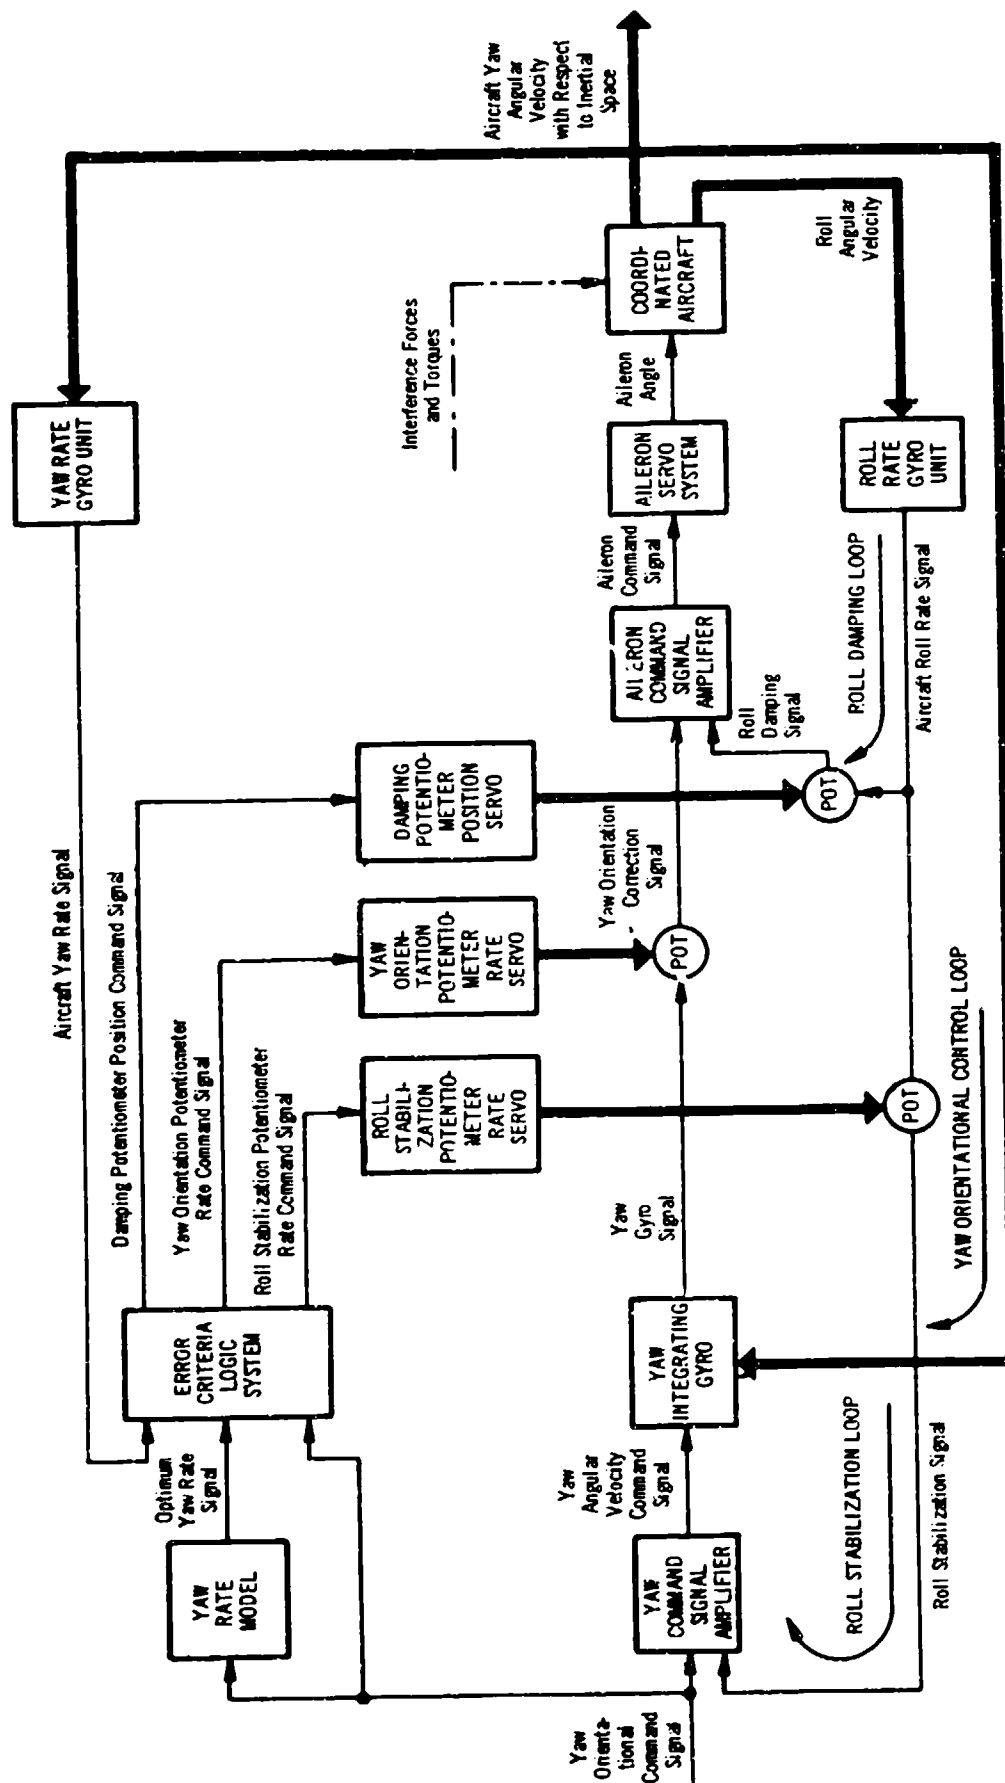 YAW RATE
GYRO UNIT
Aircraft Yaw Rate Signal
Damping Potentiometer Position Command Signal
Yaw Orientation Potentiometer
Rate Command Signal
Roll Stabilization Potentiometer
Rate Command Signal
ERROR
CRITERIA
LOGIC
SYSTEM
Optimum
Yaw Rate
Signal
YAW
RATE
MODEL
ROLL
STABILI-
ZATION
POTENTIO-
METER
RATE
SERVO
YAW
ORIEN-
TATION
POTENTIO-
METER
RATE
SERVO
DAMPING
POTENTIO-
METER
POSITION
SERVO
Interference Forces
and Torques
Aircraft Yaw
Angular
Velocity
with Respect
to Inertial
Space
Yaw
Orienta-
tional
Command
Signal
YAW
COMMAND
SIGNAL
AMPLIFIER
Yaw
Angular
Velocity
Command
Signal
YAW
INTEGRATING
GYRO
Yaw
Gyro
Signal
POT
Yaw Orientation
Correction
Signal
AILERON
COMMAND
SIGNAL
AMPLIFIER
Aileron
Command
Signal
AILERON
SERVO
SYSTEM
Aileron
Angle
COORDI-
NATED
AIRCRAFT
Roll
Damping
Signal
POT
Roll
Angular
Velocity
ROLL
RATE
GYRO
UNIT
ROLL DAMPING LOOP
Aircraft Roll Rate Signal
POT
ROLL STABILIZATION LOOP
Roll Stabilization Signal
YAW ORIENTATIONAL CONTROL LOOP